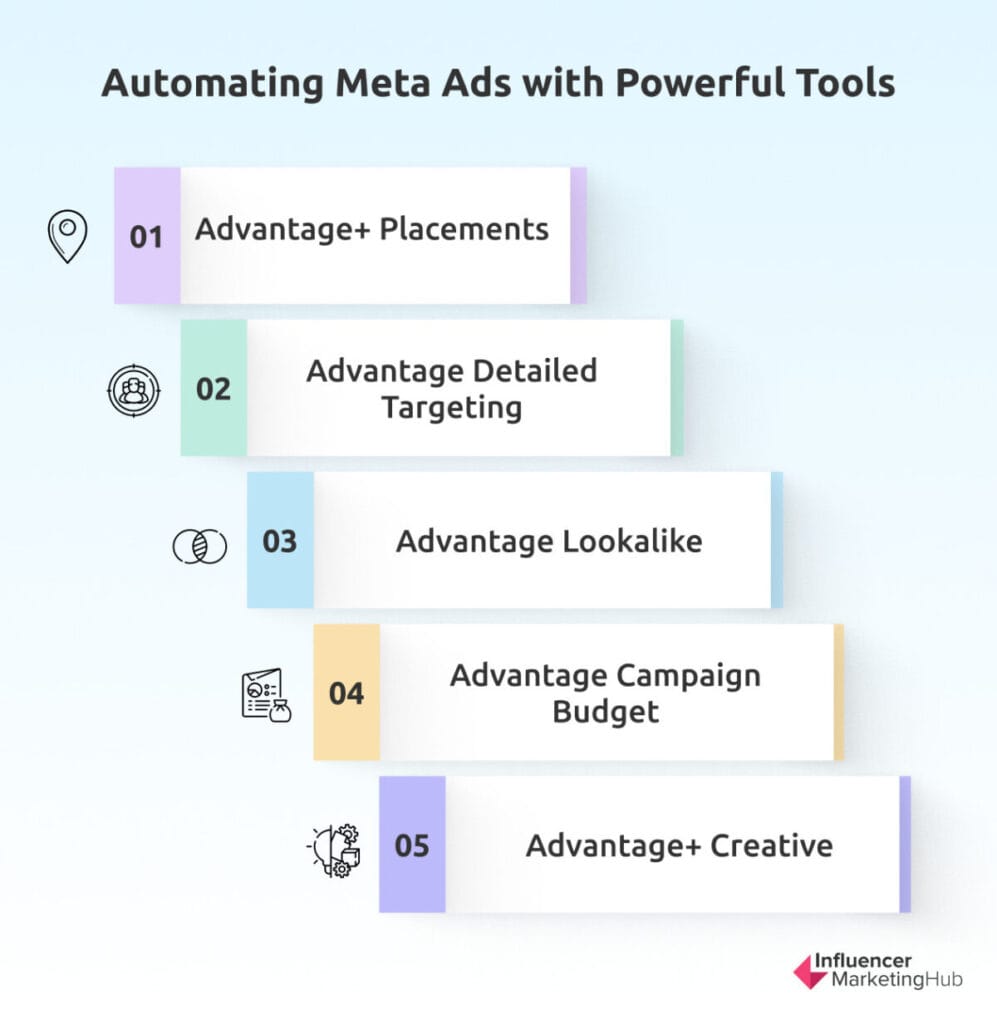 Automating Meta Ads with Powerful Tools
01
Advantage+ Placements
02
Advantage Detailed
Targeting
03
Advantage Lookalike
04
Advantage Campaign
Budget
05
Advantage+ Creative
Influencer
MarketingHub